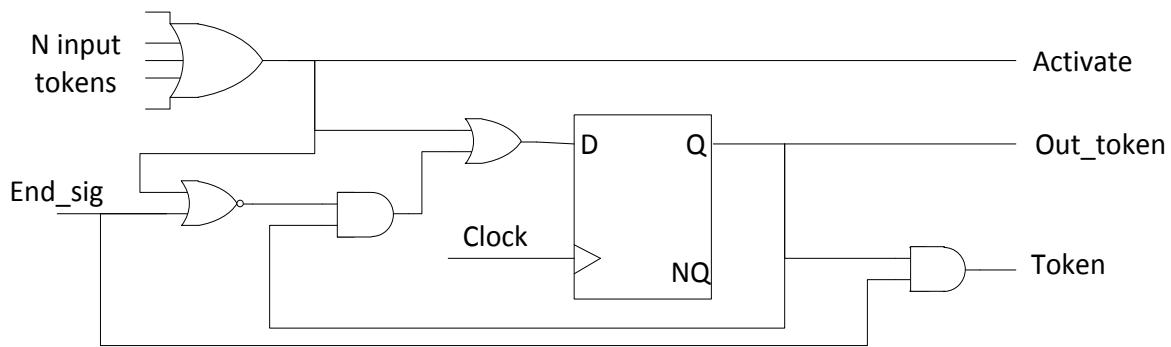 N input
tokens
Activate
D
Q
Out_token
End_sig
Clock
NQ
Token